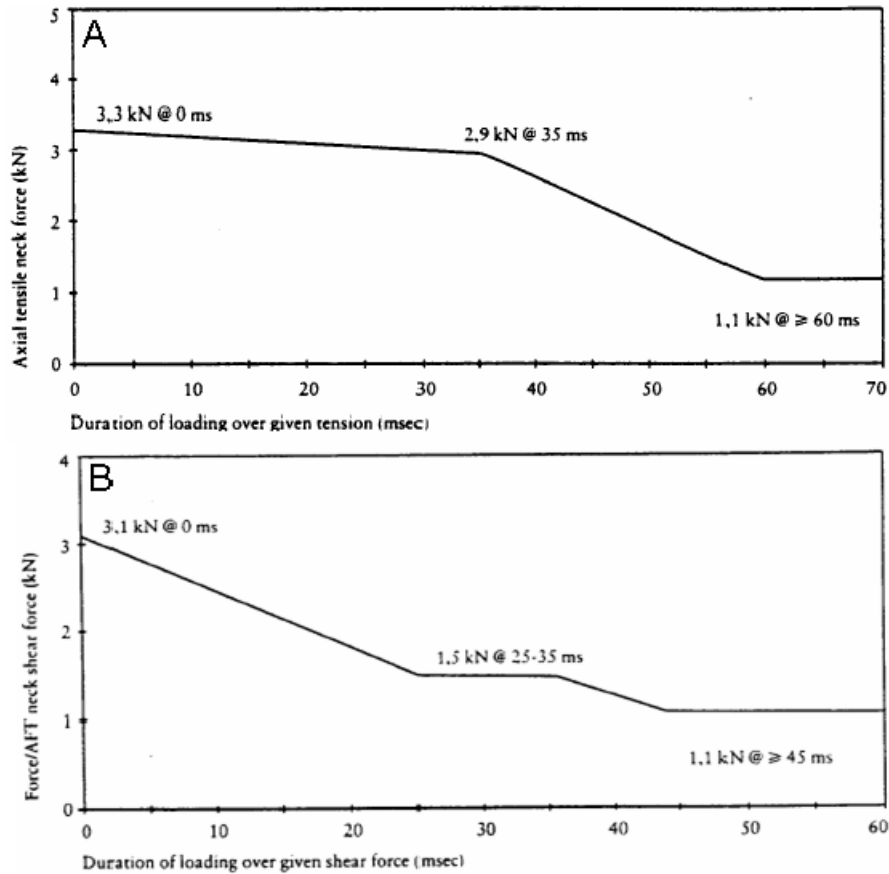 A
5
4
3,3 kN @ 0 ms
2,9 kN @ 35 ms
3
2
1
1,1 kN @ ⩾ 60 ms
0
Axial tensile neck force (kN)
0 10 20 30 40 50 60 70
Duration of loading over given tension (msec)
B
4
3,1 kN @ 0 ms
3
2
1,5 kN @ 25-35 ms
1
1,1 kN @ ⩾ 45 ms
0
Force/AFT neck shear force (kN)
0 10 20 30 40 50 60
Duration of loading over given shear force (msec)